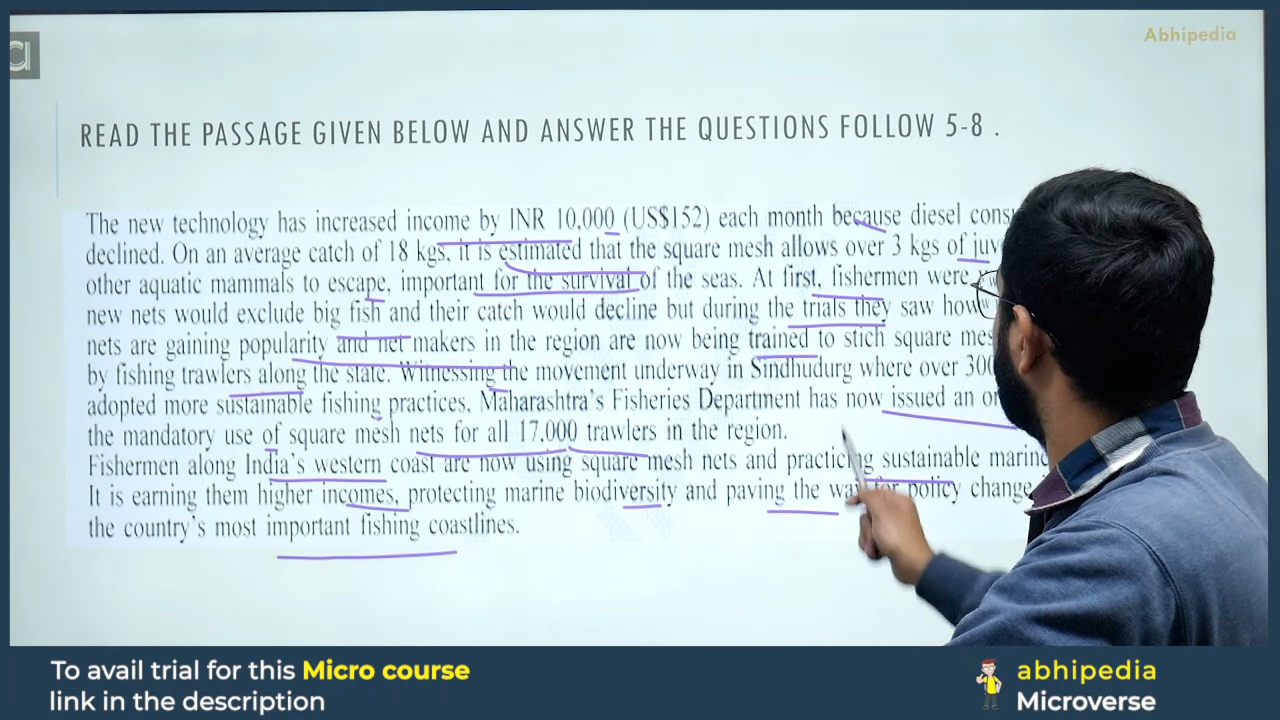 Abhipedia
a
READ THE PASSAGE GIVEN BELOW AND ANSWER THE QUESTIONS FOLLOW 5-8 .
The new technology has increased income by INR 10,000 (US$152) each month because diesel
declined. On an average catch of 18 kgs, it is estimated that the square mesh allows over 3 kgs of
other aquatic mammals to escape, important for the survival of the seas. At first, fishermen were
new nets would exclude big fish and their catch would decline but during the trials they saw how
nets are gaining popularity and net makers in the region are now being trained to stich square
by fishing trawlers along the state. Witnessing the movement underway in Sindhudurg where over
adopted more sustainable fishing practices, Maharashtra's Fisheries Department has now issued an
the mandatory use of square mesh nets for all 17,000 trawlers in the region.
Fishermen along India's western coast are now using square mesh nets and practicing sustainable
It is earning them higher incomes, protecting marine biodiversity and paving the way for policy change
the country's most important fishing coastlines.
To avail trial for this Micro course
link in the description
abhipedia
Microverse